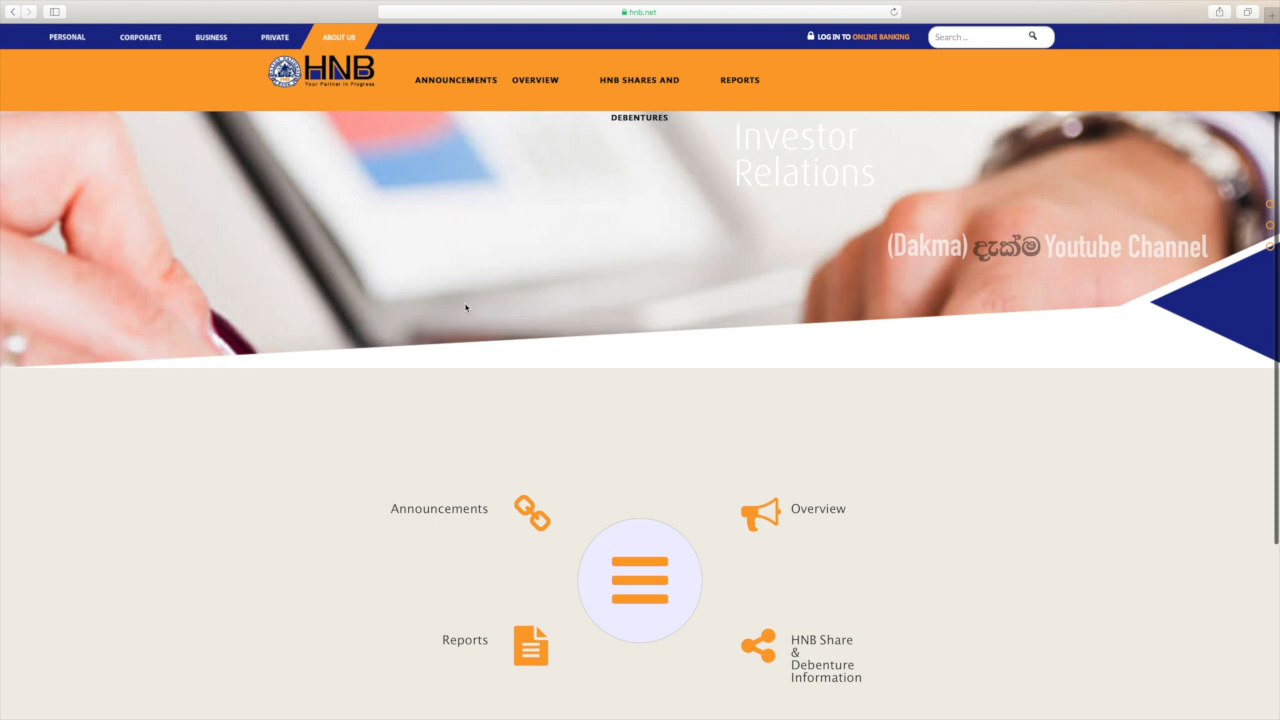 hnb.net
PERSONAL CORPORATE BUSINESS PRIVATE ABOUT US LOG IN TO ONLINE BANKING Search ...
HNB
Your Partner in Progress
ANNOUNCEMENTS OVERVIEW HNB SHARES AND DEBENTURES REPORTS
Investor
Relations
(Dakma) දැක්ම Youtube Channel
Announcements
Overview
Reports
HNB Share
&
Debenture
Information